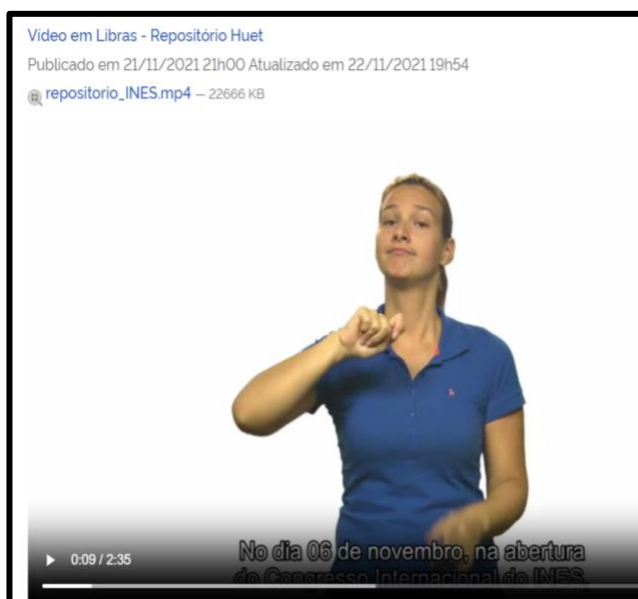 Vídeo em Libras - Repositório Huet
Publicado em 21/11/2021 21h00 Atualizado em 22/11/2021 19h54
repositorio_INES.mp4 — 22666 KB
0:09 / 2:35
No dia 06 de novembro, na abertura
do Congresso Internacional do INES,